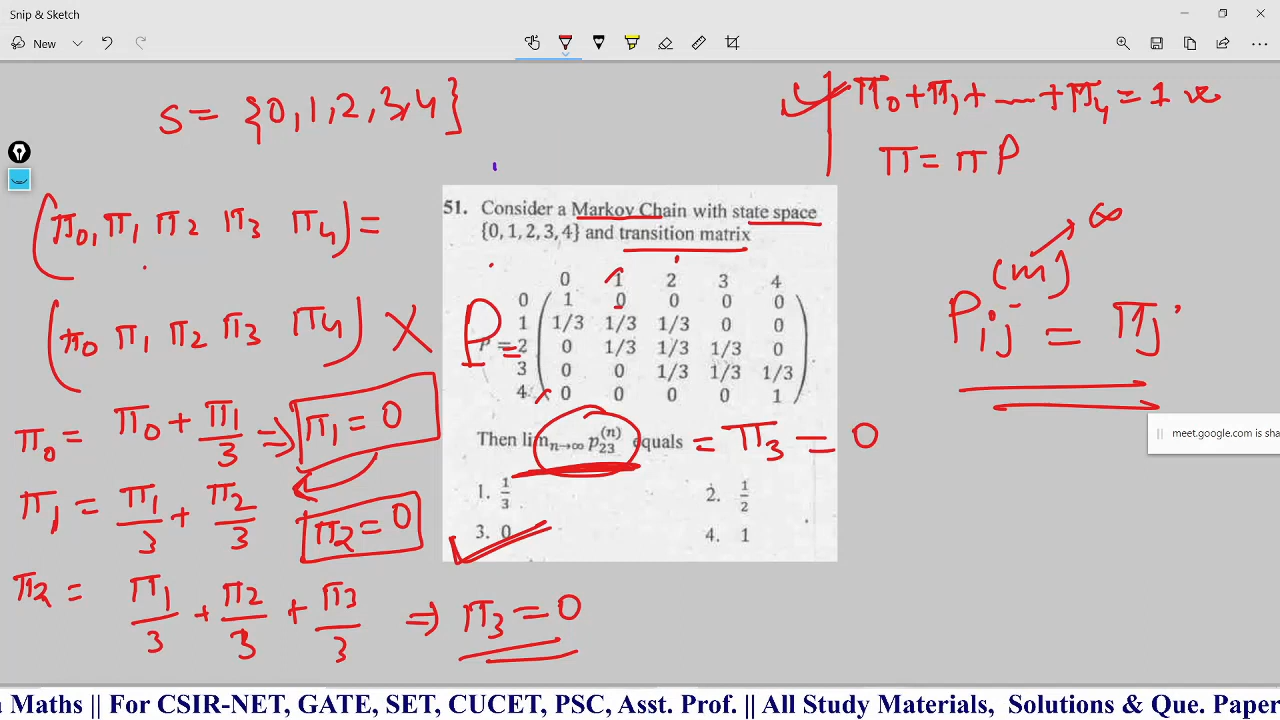 Snip & Sketch
New
S = {0,1,2,3,4}
π0+π1+ ---- +π4 = 1
π = πP
(π0, π1 π2 π3 π4) =
(π0 π1 π2 π3 π4) X
π0 = π0 + π1/3 ⇒ π1 = 0
π1 = π1/3 + π2/3 π2 = 0
π2 = π1/3 + π2/3 + π3/3 ⇒ π3 = 0
51. Consider a Markov Chain with state space
{0, 1, 2, 3, 4} and transition matrix
0 1 2 3 4
0 1 0 0 0 0
1 1/3 1/3 1/3 0 0
P = 2 0 1/3 1/3 1/3 0
3 0 0 1/3 1/3 1/3
4 0 0 0 0 1
P =
Then lim n→∞ p23^(n) equals = π3 = 0
1. 1/3 2. 1/2
3. 0 4. 1
∞
Pij^(m) = πj
meet.google.com is sha
Maths || For CSIR-NET, GATE, SET, CUCET, PSC, Asst. Prof. || All Study Materials, Solutions & Que. Paper